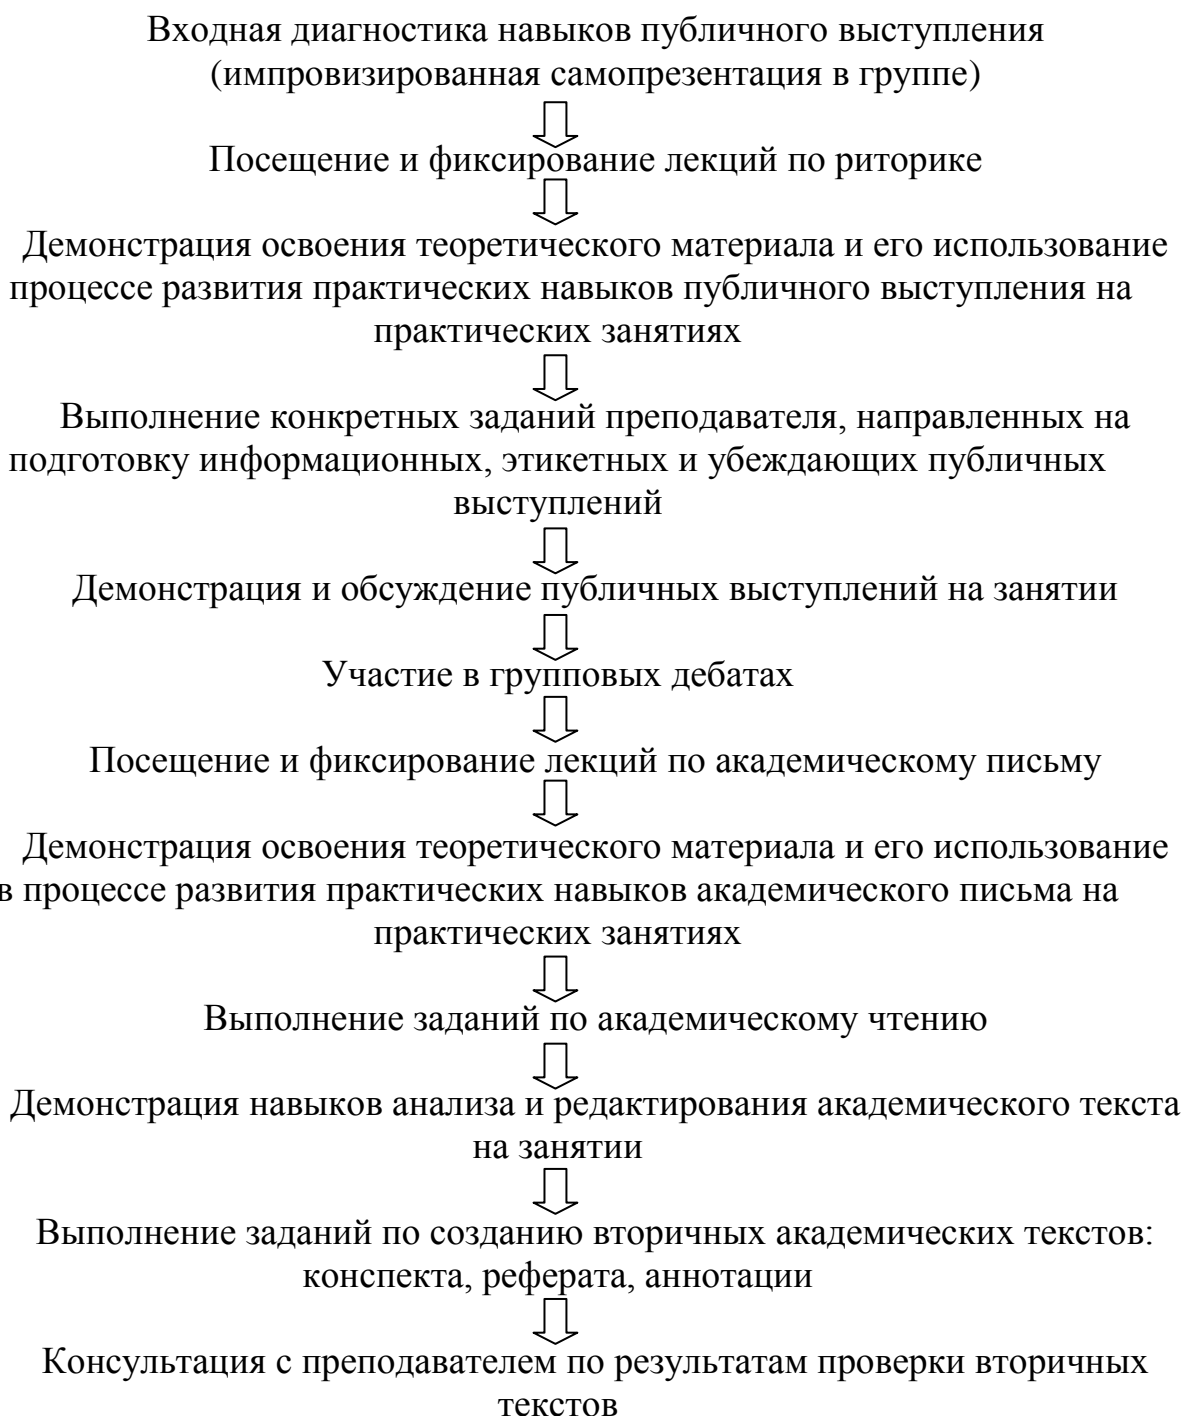 Входная диагностика навыков публичного выступления
(импровизированная самопрезентация в группе)
Посещение и фиксирование лекций по риторике
Демонстрация освоения теоретического материала и его использование
процессе развития практических навыков публичного выступления на
практических занятиях
Выполнение конкретных заданий преподавателя, направленных на
подготовку информационных, этикетных и убеждающих публичных
выступлений
Демонстрация и обсуждение публичных выступлений на занятии
Участие в групповых дебатах
Посещение и фиксирование лекций по академическому письму
Демонстрация освоения теоретического материала и его использование
в процессе развития практических навыков академического письма на
практических занятиях
Выполнение заданий по академическому чтению
Демонстрация навыков анализа и редактирования академического текста
на занятии
Выполнение заданий по созданию вторичных академических текстов:
конспекта, реферата, аннотации
Консультация с преподавателем по результатам проверки вторичных
текстов